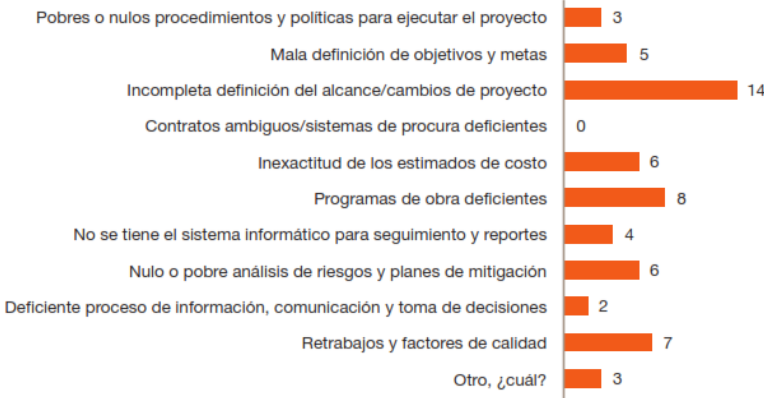 Pobres o nulos procedimientos y políticas para ejecutar el proyecto 3
Mala definición de objetivos y metas 5
Incompleta definición del alcance/cambios de proyecto 14
Contratos ambiguos/sistemas de procura deficientes 0
Inexactitud de los estimados de costo 6
Programas de obra deficientes 8
No se tiene el sistema informático para seguimiento y reportes 4
Nulo o pobre análisis de riesgos y planes de mitigación 6
Deficiente proceso de información, comunicación y toma de decisiones 2
Retrabajos y factores de calidad 7
Otro, ¿cuál? 3